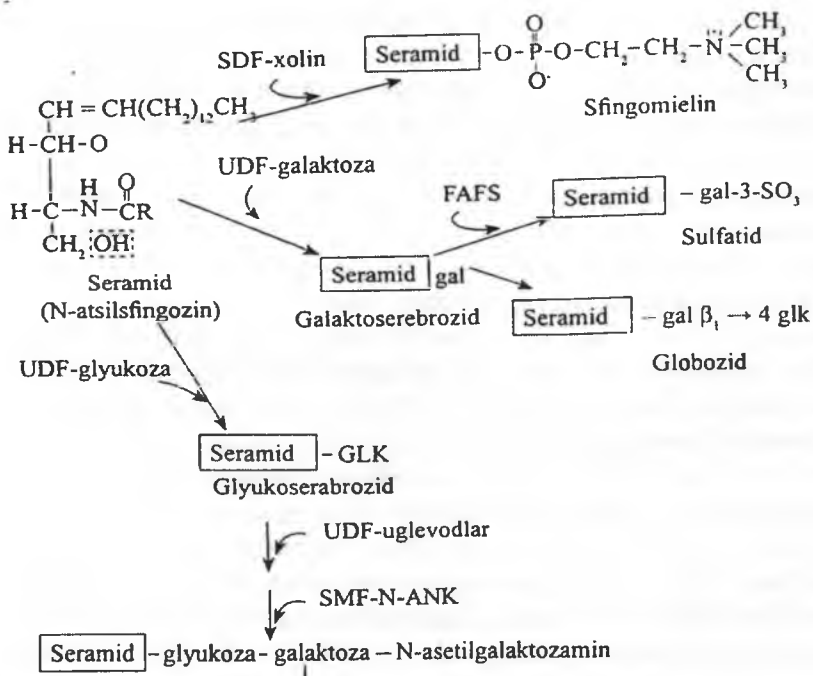 SDF-xolin
Seramid -O-P-O-CH₂-CH₂-N-CH₃
O
O⁻
CH₃
CH₃
Sfingomielin
CH = CH(CH₂)₁₂CH₃
H-CH-O
H O
H-C-N-CR
CH₂OH
Seramid
(N-atsilsfingozin)
UDF-galaktoza
FAFS
Seramid – gal-3-SO₃
Sulfatid
Seramid gal
Galaktoserebrozid
Seramid – gal β₁ → 4 glk
Globozid
UDF-glyukoza
Seramid – GLK
Glyukoserabrozid
UDF-uglevodlar
SMF-N-ANK
Seramid – glyukoza – galaktoza – N-asetilgalaktozamin